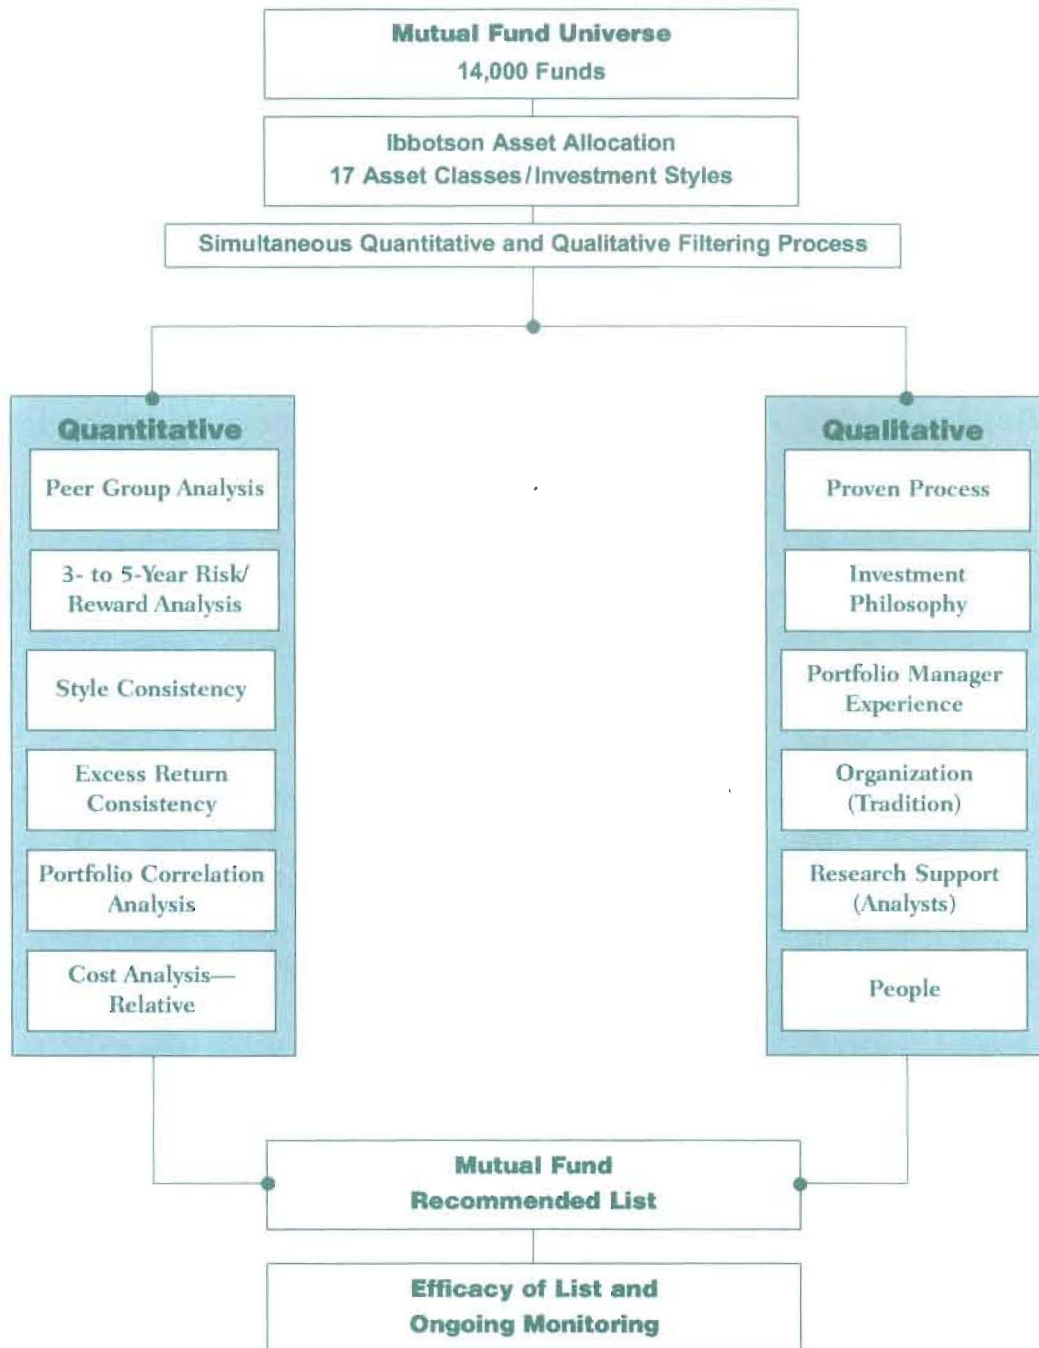 Mutual Fund Universe
14,000 Funds
Ibbotson Asset Allocation
17 Asset Classes/Investment Styles
Simultaneous Quantitative and Qualitative Filtering Process
Quantitative
Peer Group Analysis
3- to 5-Year Risk/
Reward Analysis
Style Consistency
Excess Return
Consistency
Portfolio Correlation
Analysis
Cost Analysis—
Relative
Qualitative
Proven Process
Investment
Philosophy
Portfolio Manager
Experience
Organization
(Tradition)
Research Support
(Analysts)
People
Mutual Fund
Recommended List
Efficacy of List and
Ongoing Monitoring